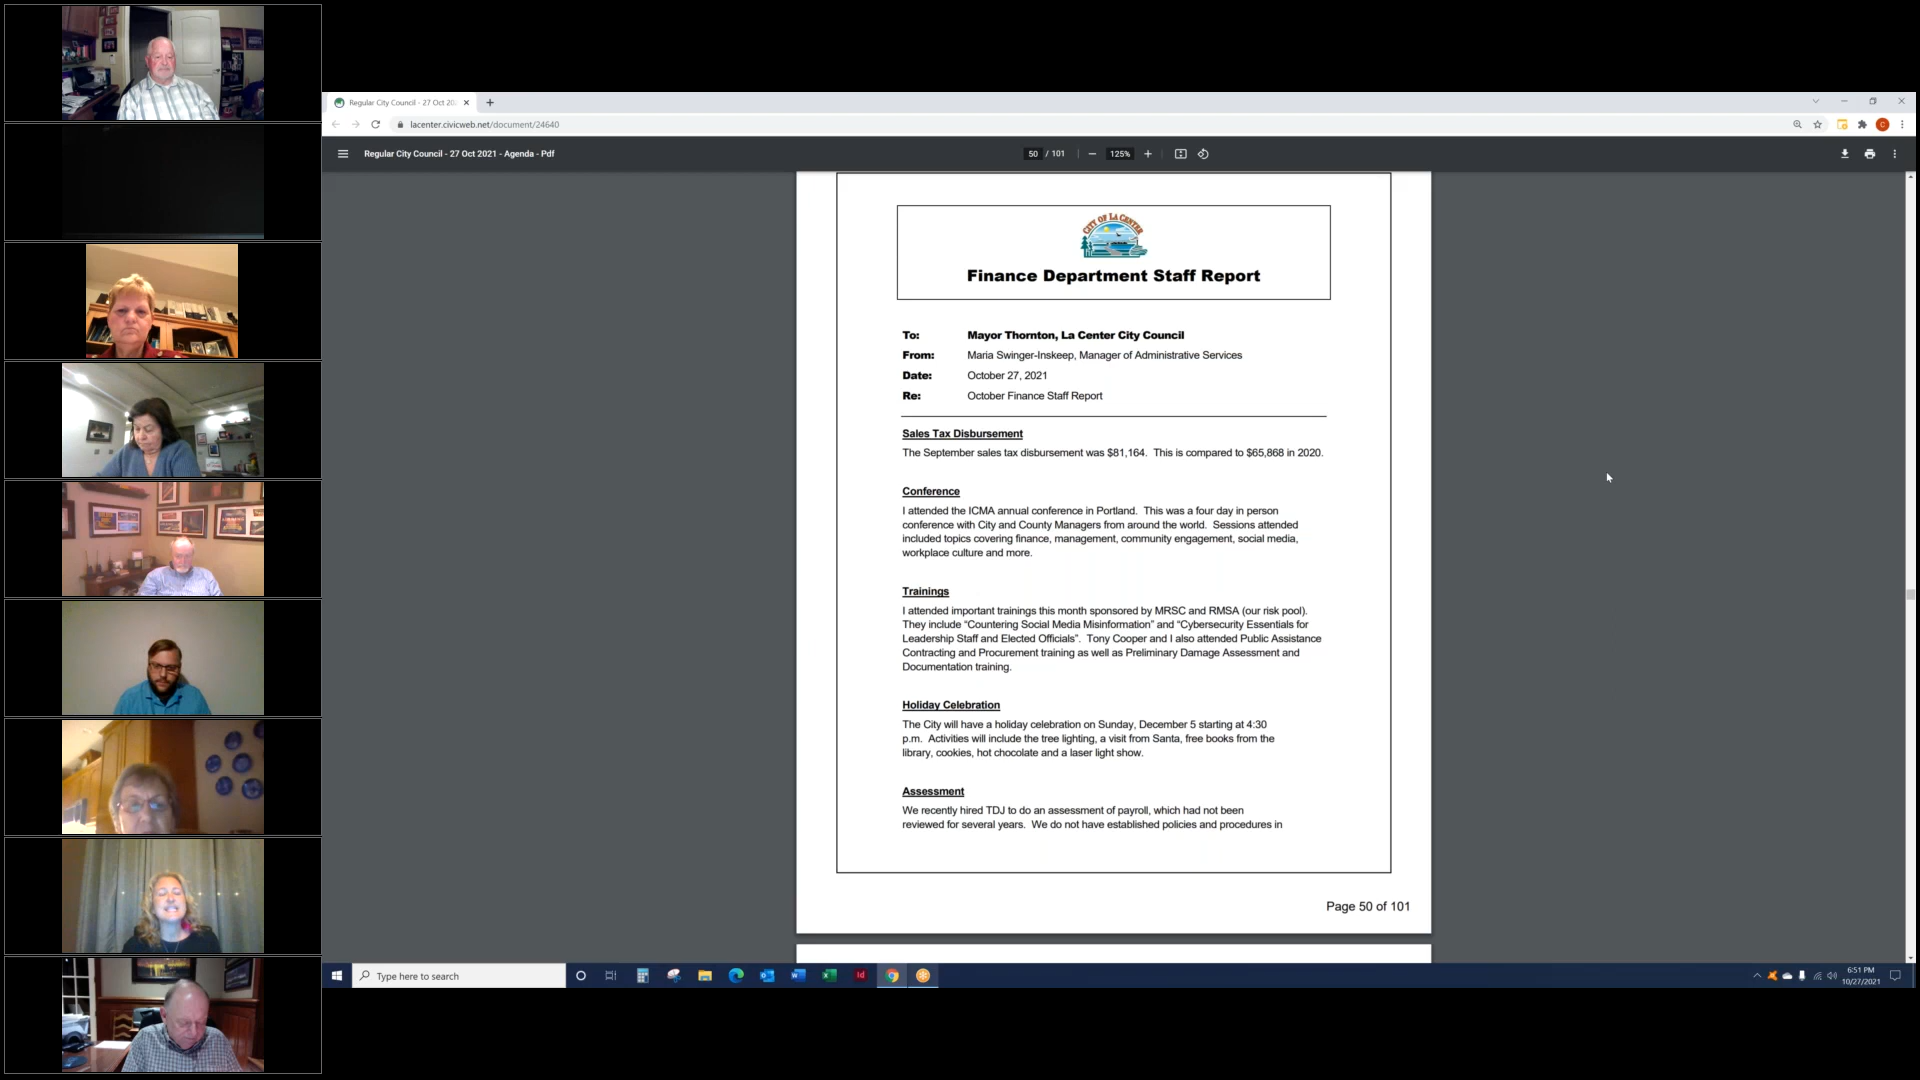 Regular City Council - 27 Oct 20
lacenter.civicweb.net/document/24640
Regular City Council - 27 Oct 2021 - Agenda - Pdf
50 / 101
125%
CITY OF LA CENTER
Finance Department Staff Report
To: Mayor Thornton, La Center City Council
From: Maria Swinger-Inskeep, Manager of Administrative Services
Date: October 27, 2021
Re: October Finance Staff Report
Sales Tax Disbursement
The September sales tax disbursement was $81,164. This is compared to $65,868 in 2020.
Conference
I attended the ICMA annual conference in Portland. This was a four day in person
conference with City and County Managers from around the world. Sessions attended
included topics covering finance, management, community engagement, social media,
workplace culture and more.
Trainings
I attended important trainings this month sponsored by MRSC and RMSA (our risk pool).
They include “Countering Social Media Misinformation” and “Cybersecurity Essentials for
Leadership Staff and Elected Officials”. Tony Cooper and I also attended Public Assistance
Contracting and Procurement training as well as Preliminary Damage Assessment and
Documentation training.
Holiday Celebration
The City will have a holiday celebration on Sunday, December 5 starting at 4:30
p.m. Activities will include the tree lighting, a visit from Santa, free books from the
library, cookies, hot chocolate and a laser light show.
Assessment
We recently hired TDJ to do an assessment of payroll, which had not been
reviewed for several years. We do not have established policies and procedures in
Page 50 of 101
Type here to search
6:51 PM
10/27/2021